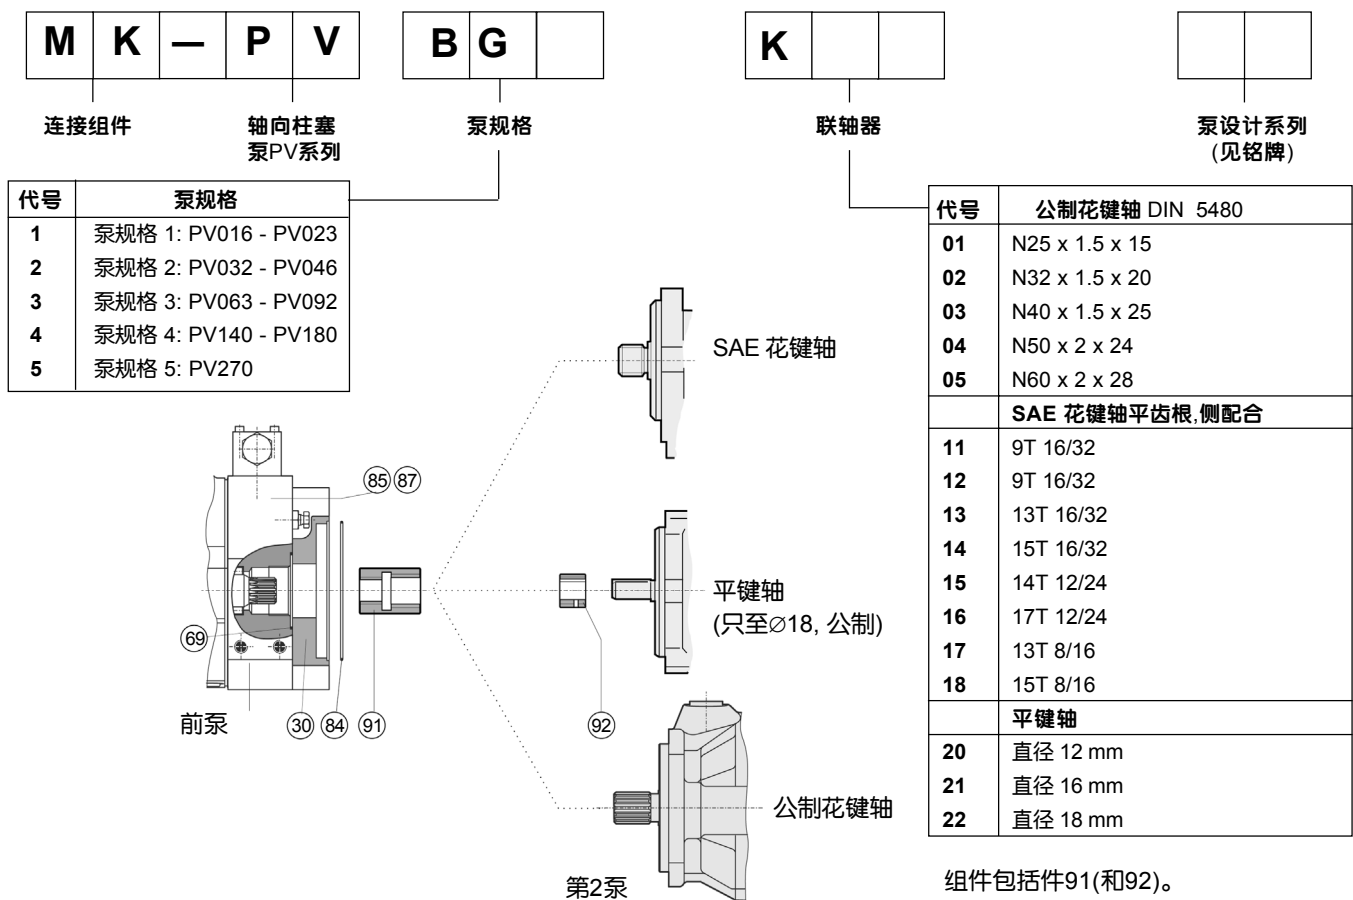 M K — P V B G K
连接组件
轴向柱塞
泵PV系列
泵规格
联轴器
泵设计系列
(见铭牌)
代号 泵规格
1 泵规格 1: PV016 - PV023
2 泵规格 2: PV032 - PV046
3 泵规格 3: PV063 - PV092
4 泵规格 4: PV140 - PV180
5 泵规格 5: PV270
代号 公制花键轴 DIN 5480
01 N25 x 1.5 x 15
02 N32 x 1.5 x 20
03 N40 x 1.5 x 25
04 N50 x 2 x 24
05 N60 x 2 x 28
SAE 花键轴平齿根,侧配合
11 9T 16/32
12 9T 16/32
13 13T 16/32
14 15T 16/32
15 14T 12/24
16 17T 12/24
17 13T 8/16
18 15T 8/16
平键轴
20 直径 12 mm
21 直径 16 mm
22 直径 18 mm
组件包括件91(和92)。
SAE 花键轴
85 87
平键轴
(只至∅18, 公制)
69
前泵
30 84 91
92
公制花键轴
第2泵